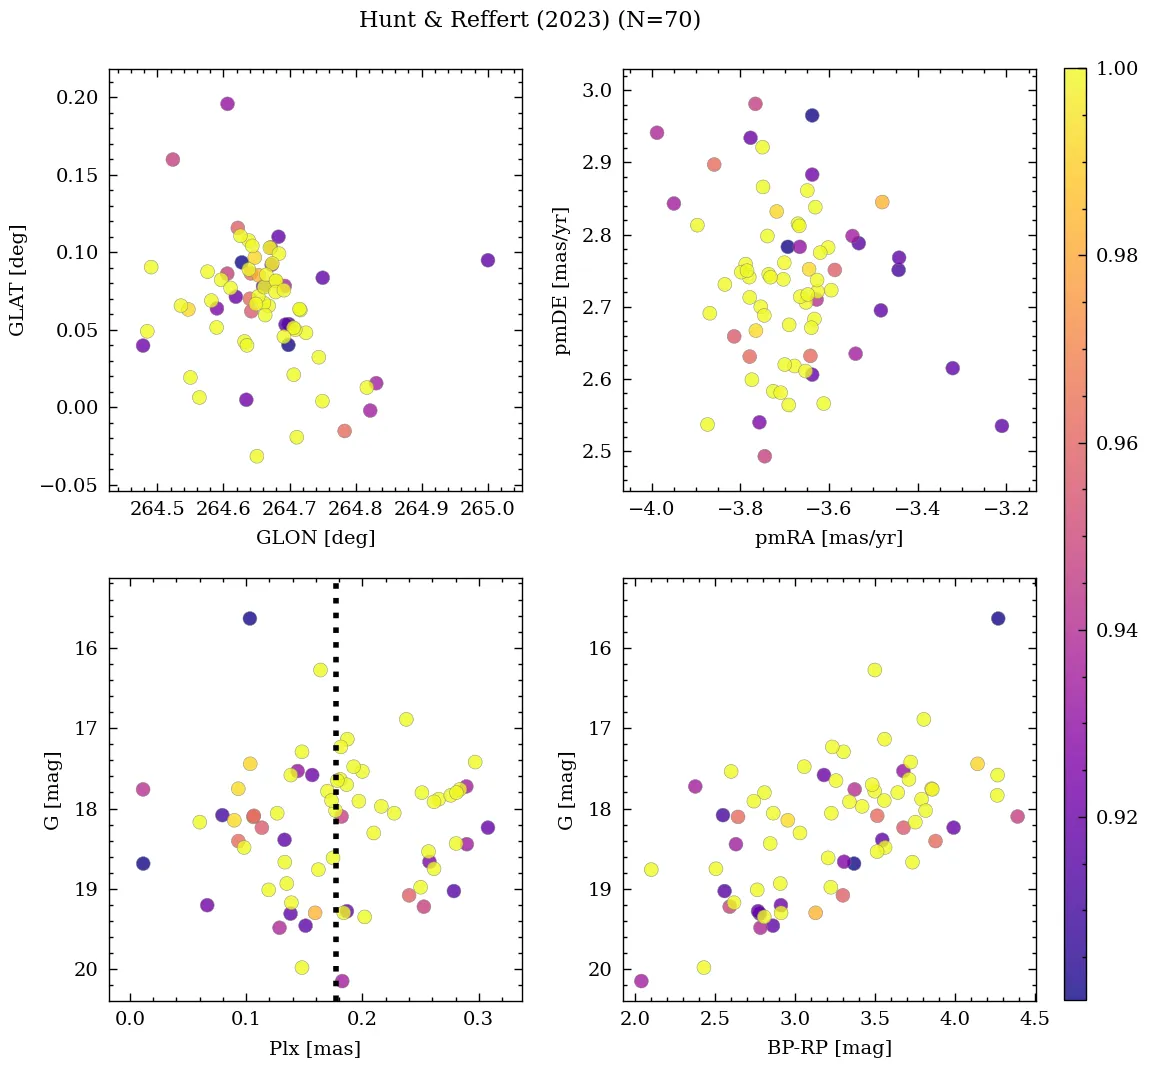 Hunt & Reffert (2023) (N=70)
0.20
0.15
0.10
0.05
0.00
−0.05
GLAT [deg]
264.5 264.6 264.7 264.8 264.9 265.0
GLON [deg]
3.0
2.9
2.8
2.7
2.6
2.5
pmDE [mas/yr]
−4.0 −3.8 −3.6 −3.4 −3.2
pmRA [mas/yr]
1.00
0.98
0.96
0.94
0.92
16
17
18
19
20
G [mag]
0.0 0.1 0.2 0.3
Plx [mas]
16
17
18
19
20
G [mag]
2.0 2.5 3.0 3.5 4.0 4.5
BP-RP [mag]